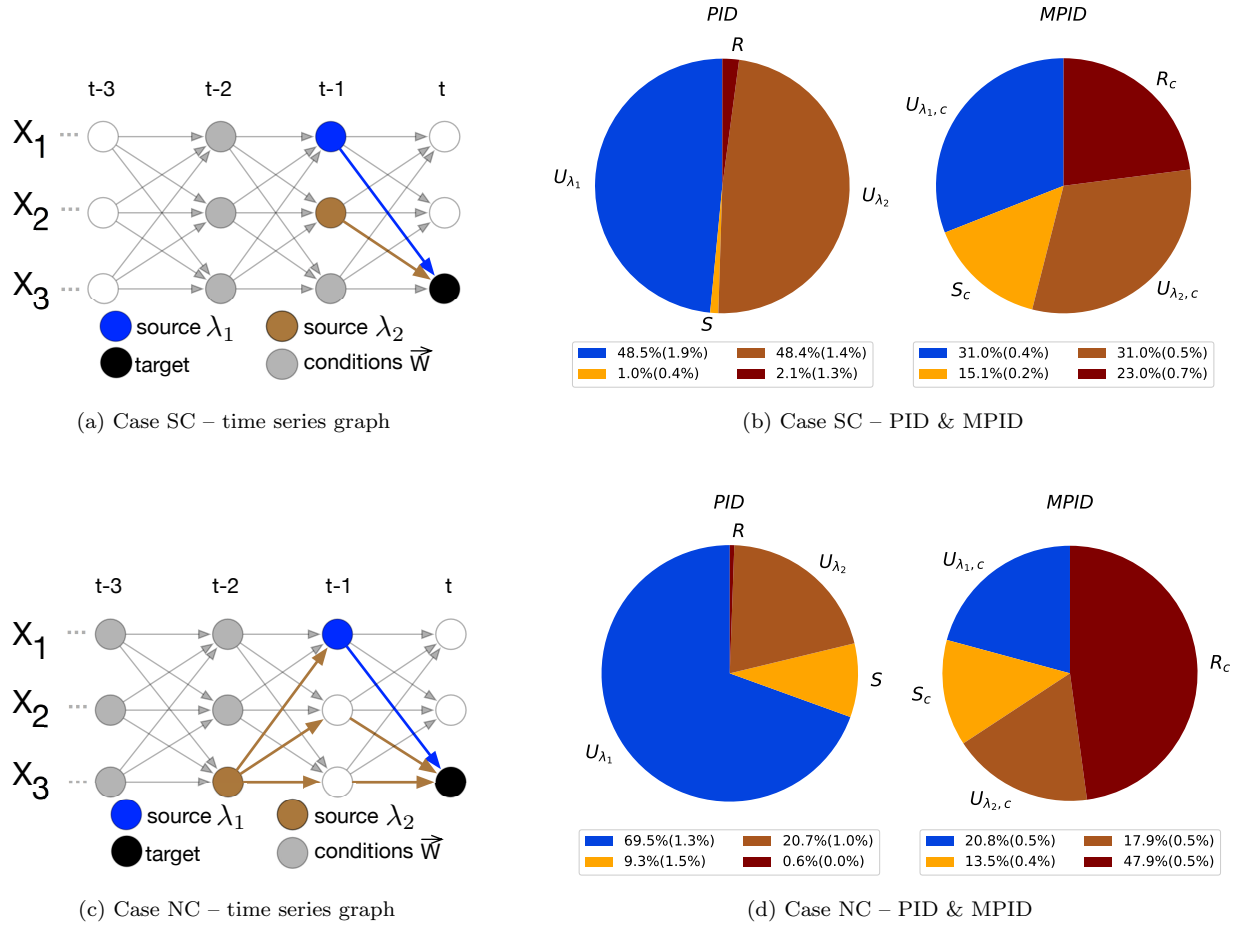 t-3 t-2 t-1 t
X1 ...
X2 ...
X3 ...
source λ1 source λ2
target conditions W⃗
(a) Case SC – time series graph
PID
R
Uλ1
Uλ2
S
48.5%(1.9%) 48.4%(1.4%)
1.0%(0.4%) 2.1%(1.3%)
MPID
Uλ1,c
Rc
Sc
Uλ2,c
31.0%(0.4%) 31.0%(0.5%)
15.1%(0.2%) 23.0%(0.7%)
(b) Case SC – PID & MPID
t-3 t-2 t-1 t
X1 ...
X2 ...
X3 ...
source λ1 source λ2
target conditions W⃗
(c) Case NC – time series graph
PID
R
Uλ2
S
Uλ1
69.5%(1.3%) 20.7%(1.0%)
9.3%(1.5%) 0.6%(0.0%)
MPID
Uλ1,c
Rc
Sc
Uλ2,c
20.8%(0.5%) 17.9%(0.5%)
13.5%(0.4%) 47.9%(0.5%)
(d) Case NC – PID & MPID